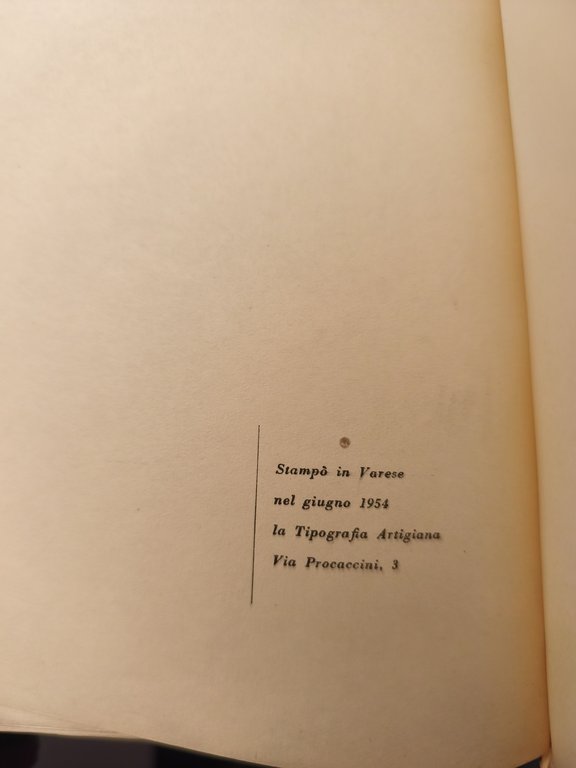 Stampò in Varese
nel giugno 1954
la Tipografia Artigiana
Via Procaccini, 3